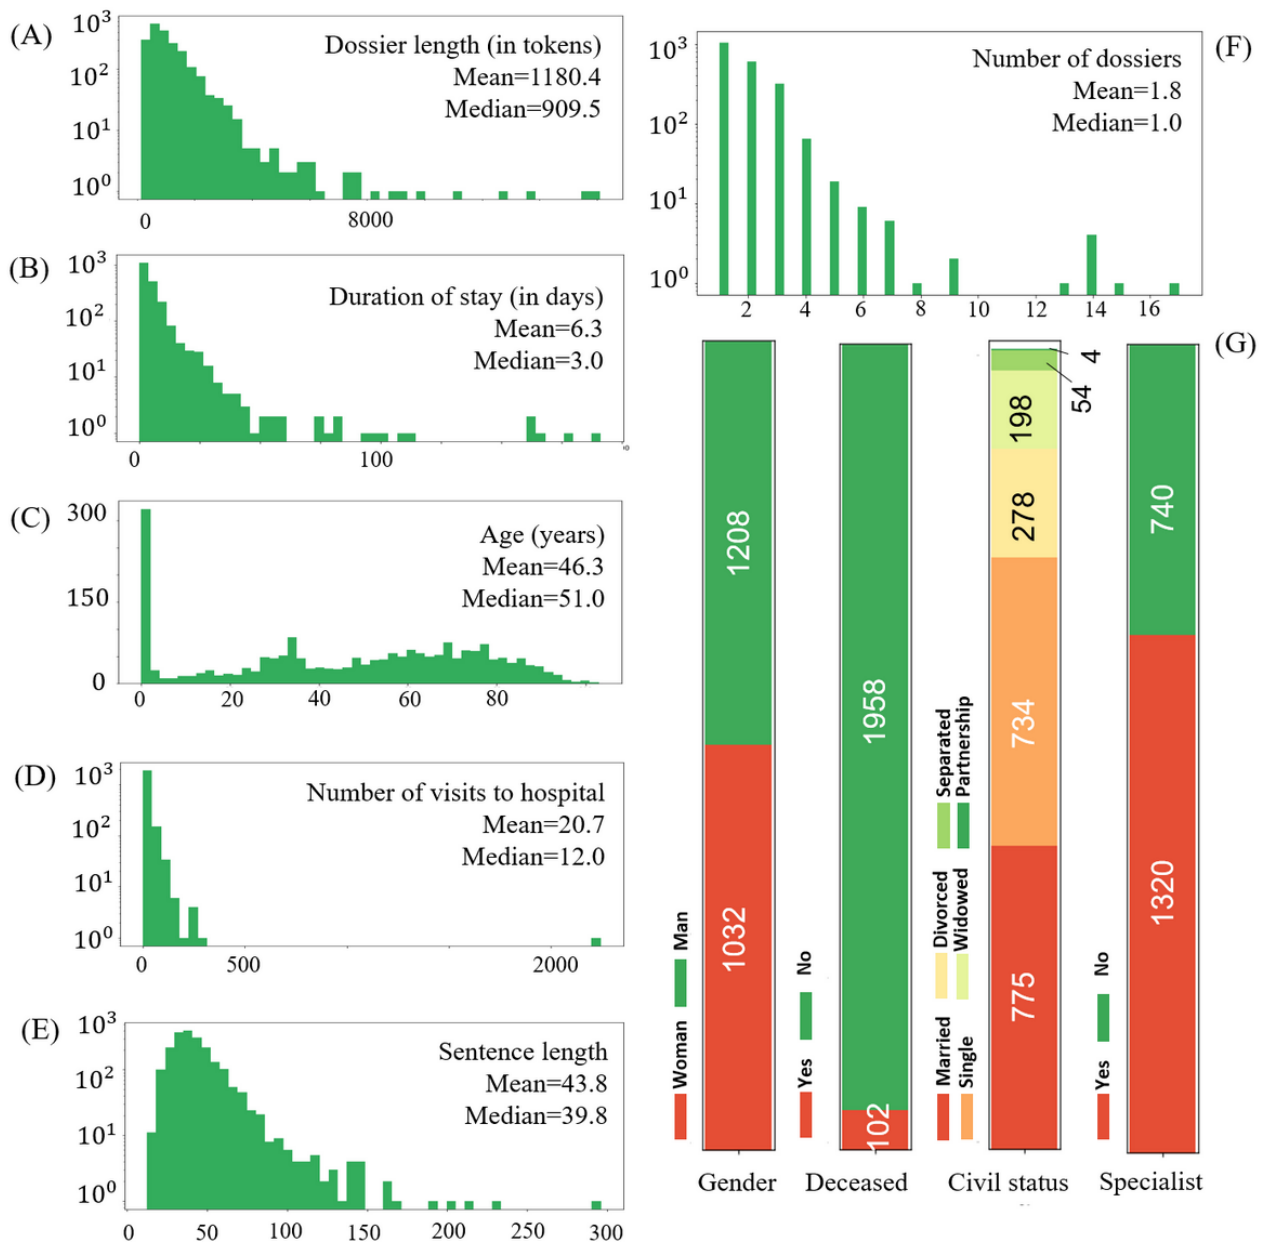 (A)
10³
10²
10¹
10⁰
Dossier length (in tokens)
Mean=1180.4
Median=909.5
0 8000
(B)
10³
10²
10¹
10⁰
Duration of stay (in days)
Mean=6.3
Median=3.0
0 100
(C)
300
150
0
Age (years)
Mean=46.3
Median=51.0
0 20 40 60 80
(D)
10³
10²
10¹
10⁰
Number of visits to hospital
Mean=20.7
Median=12.0
0 500 2000
(E)
10³
10²
10¹
10⁰
Sentence length
Mean=43.8
Median=39.8
0 50 100 150 200 250 300
(F)
10³
10²
10¹
10⁰
Number of dossiers
Mean=1.8
Median=1.0
2 4 6 8 10 12 14 16
(G)
Woman Man
1032
1208
Gender
Yes No
102
1958
Deceased
Married Divorced Separated
Single Widowed Partnership
775
734
278
198
54
4
Civil status
Yes No
1320
740
Specialist